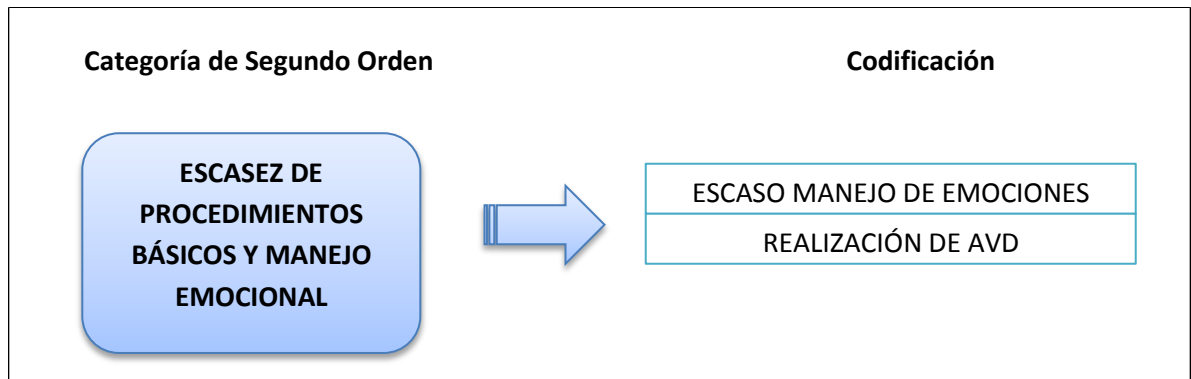 Categoría de Segundo Orden
Codificación
ESCASEZ DE
PROCEDIMIENTOS
BÁSICOS Y MANEJO
EMOCIONAL
ESCASO MANEJO DE EMOCIONES
REALIZACIÓN DE AVD